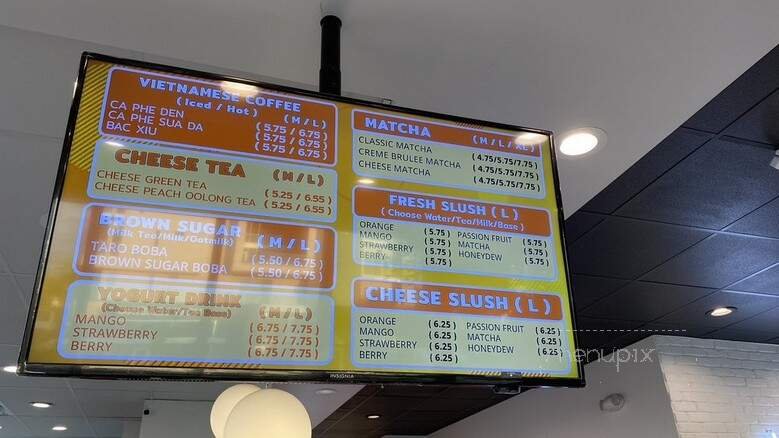 VIETNAMESE COFFEE
( Iced / Hot )
( M / L )
CA PHE DEN ( 5.75 / 6.75 )
CA PHE SUA DA ( 5.75 / 6.75 )
BAC XIU ( 5.75 / 6.75 )
CHEESE TEA ( M / L )
CHEESE GREEN TEA ( 5.25 / 6.55 )
CHEESE PEACH OOLONG TEA ( 5.25 / 6.55 )
BROWN SUGAR ( M / L )
(Milk Tea/Milk/Oatmilk)
TARO BOBA ( 5.50 / 6.75 )
BROWN SUGAR BOBA ( 5.50 / 6.75 )
YOGURT DRINK ( M / L )
(Choose Water/Tea Base)
MANGO ( 6.75 / 7.75 )
STRAWBERRY ( 6.75 / 7.75 )
BERRY ( 6.75 / 7.75 )
MATCHA ( M / L / XL )
CLASSIC MATCHA ( 4.75/5.75/7.75 )
CREME BRULEE MATCHA ( 4.75/5.75/7.75 )
CHEESE MATCHA ( 4.75/5.75/7.75 )
FRESH SLUSH ( L )
( Choose Water/Tea/Milk/Base )
ORANGE ( 5.75 ) PASSION FRUIT ( 5.75 )
MANGO ( 5.75 ) MATCHA ( 5.75 )
STRAWBERRY ( 5.75 ) HONEYDEW ( 5.75 )
BERRY ( 5.75 )
CHEESE SLUSH ( L )
ORANGE ( 6.25 ) PASSION FRUIT ( 6.25 )
MANGO ( 6.25 ) MATCHA ( 6.25 )
STRAWBERRY ( 6.25 ) HONEYDEW ( 6.25 )
BERRY ( 6.25 )
INSIGNIA
menupix